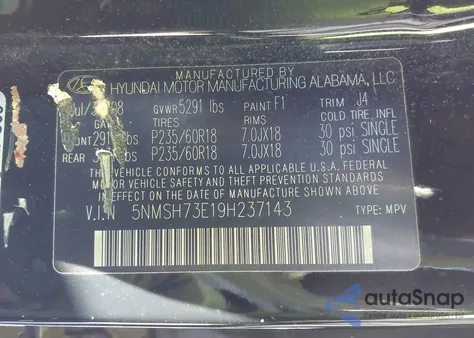 MANUFACTURED BY
HYUNDAI MOTOR MANUFACTURING ALABAMA, LLC.
GVWR 5291 lbs PAINT F1 TRIM J4
TIRES RIMS COLD TIRE INFL
P235/60R18 7.0JX18 30 psi SINGLE
REAR P235/60R18 7.0JX18 30 psi SINGLE
THIS VEHICLE CONFORMS TO ALL APPLICABLE U.S. FEDERAL
MOTOR VEHICLE SAFETY AND THEFT PREVENTION STANDARDS
IN EFFECT ON THE DATE OF MANUFACTURE SHOWN ABOVE.
V.I.N 5NMSH73E19H237143 TYPE: MPV
autoSnap